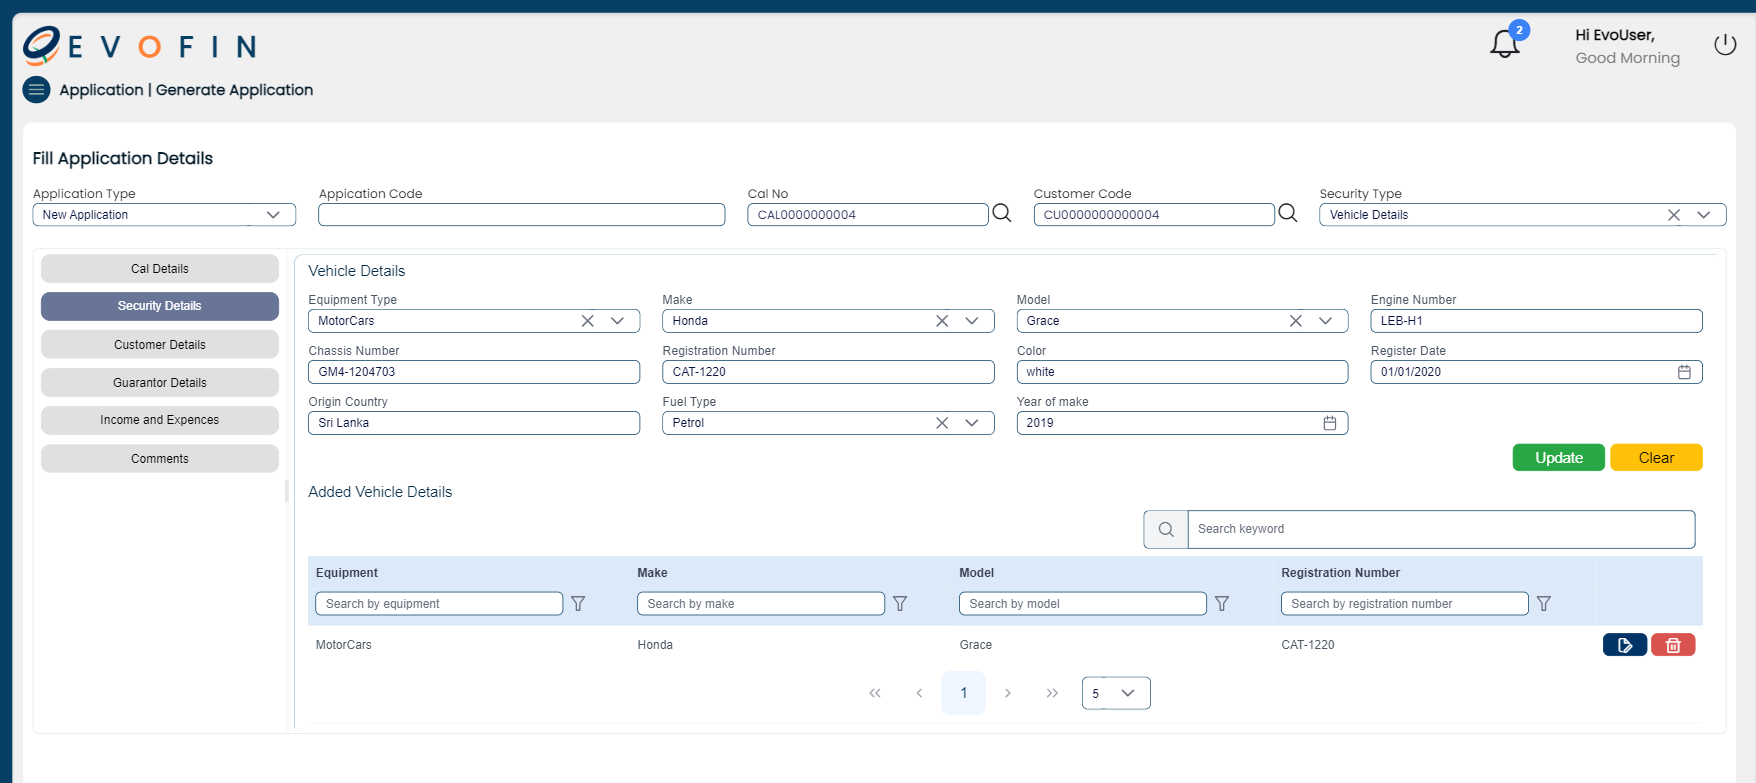 EVOFIN
2
Hi EvoUser,
Good Morning
Application | Generate Application
Fill Application Details
Application Type
Appication Code
Cal No
Customer Code
Security Type
New Application
CAL0000000004
CU0000000000004
Vehicle Details
Cal Details
Security Details
Customer Details
Guarantor Details
Income and Expences
Comments
Vehicle Details
Equipment Type
Make
Model
Engine Number
MotorCars
Honda
Grace
LEB-H1
Chassis Number
Registration Number
Color
Register Date
GM4-1204703
CAT-1220
white
01/01/2020
Origin Country
Fuel Type
Year of make
Sri Lanka
Petrol
2019
Update
Clear
Added Vehicle Details
Search keyword
Equipment
Make
Model
Registration Number
Search by equipment
Search by make
Search by model
Search by registration number
MotorCars
Honda
Grace
CAT-1220
1
5